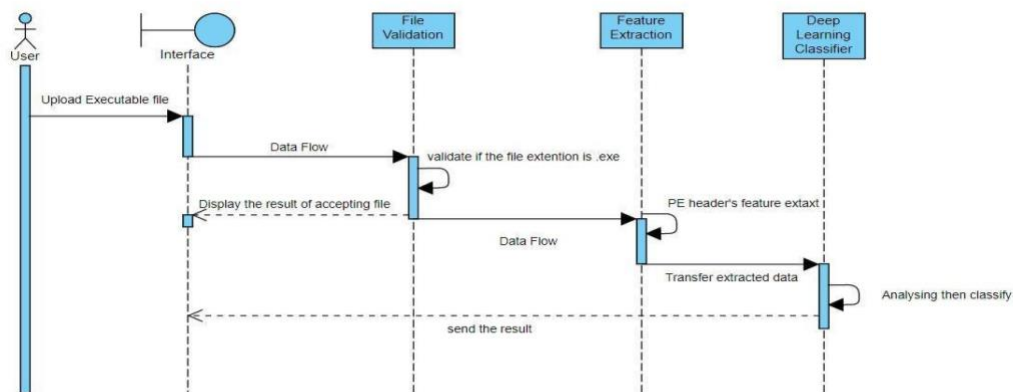 File
Validation
Feature
Extraction
Deep
Learning
Classifier
User
Interface
Upload Executable file
Data Flow
validate if the file extention is .exe
Display the result of accepting file
PE header's feature extaxt
Data Flow
Transfer extracted data
Analysing then classify
send the result